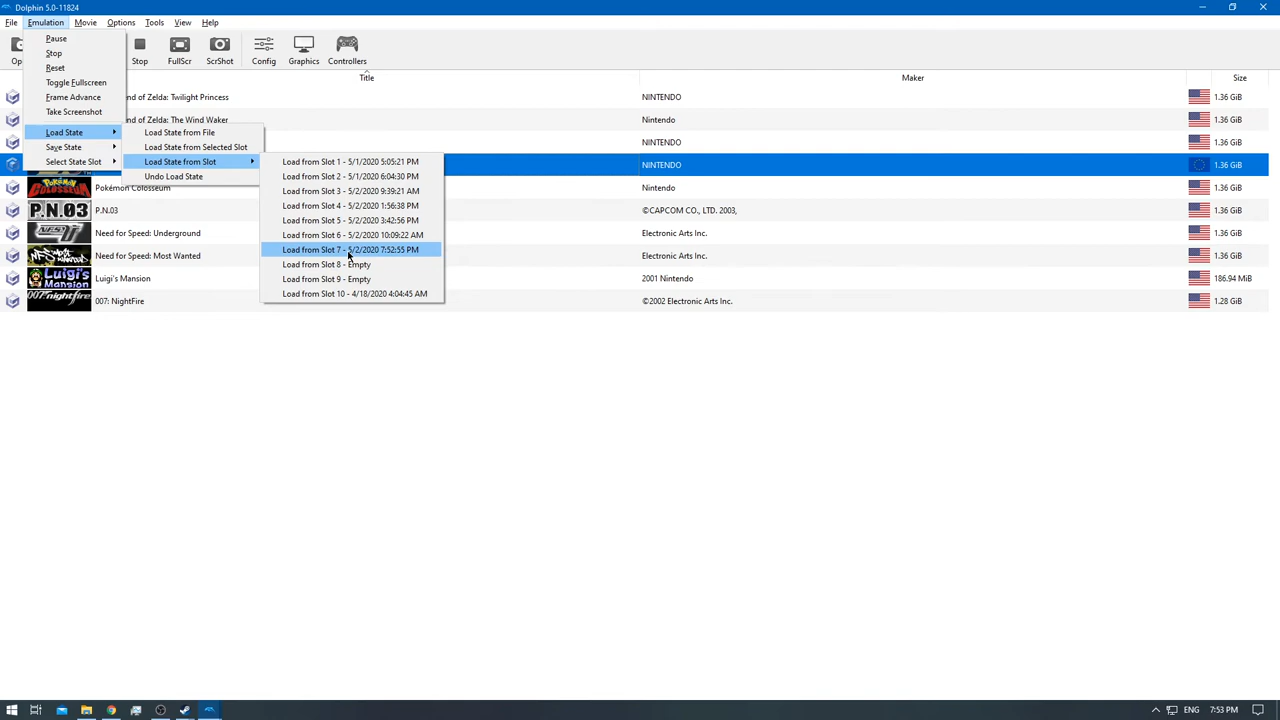 Dolphin 5.0-11824
File Emulation Movie Options Tools View Help
Pause
Stop
Reset
Toggle Fullscreen
Frame Advance
Take Screenshot
Load State
Save State
Select State Slot
Load State from File
Load State from Selected Slot
Load State from Slot
Undo Load State
Load from Slot 1 - 5/1/2020 5:05:21 PM
Load from Slot 2 - 5/1/2020 6:04:30 PM
Load from Slot 3 - 5/2/2020 9:39:21 AM
Load from Slot 4 - 5/2/2020 1:56:38 PM
Load from Slot 5 - 5/2/2020 3:42:56 PM
Load from Slot 6 - 5/2/2020 10:09:22 AM
Load from Slot 7 - 5/2/2020 7:52:55 PM
Load from Slot 8 - Empty
Load from Slot 9 - Empty
Load from Slot 10 - 4/18/2020 4:04:45 AM
Op Stop FullScr ScrShot Config Graphics Controllers
Title Maker Size
nd of Zelda: Twilight Princess NINTENDO 1.36 GiB
nd of Zelda: The Wind Waker Nintendo 1.36 GiB
NINTENDO 1.36 GiB
NINTENDO 1.36 GiB
POKéMON COLOSSEUM Pokémon Colosseum Nintendo 1.36 GiB
P.N.03 P.N.03 ©CAPCOM CO., LTD. 2003, 1.36 GiB
Need for Speed: Underground Electronic Arts Inc. 1.36 GiB
Need for Speed: Most Wanted Electronic Arts Inc. 1.36 GiB
LUIGI'S MANSION Luigi's Mansion 2001 Nintendo 186.94 MiB
007: nightfire 007: NightFire ©2002 Electronic Arts Inc. 1.28 GiB
ENG 7:53 PM